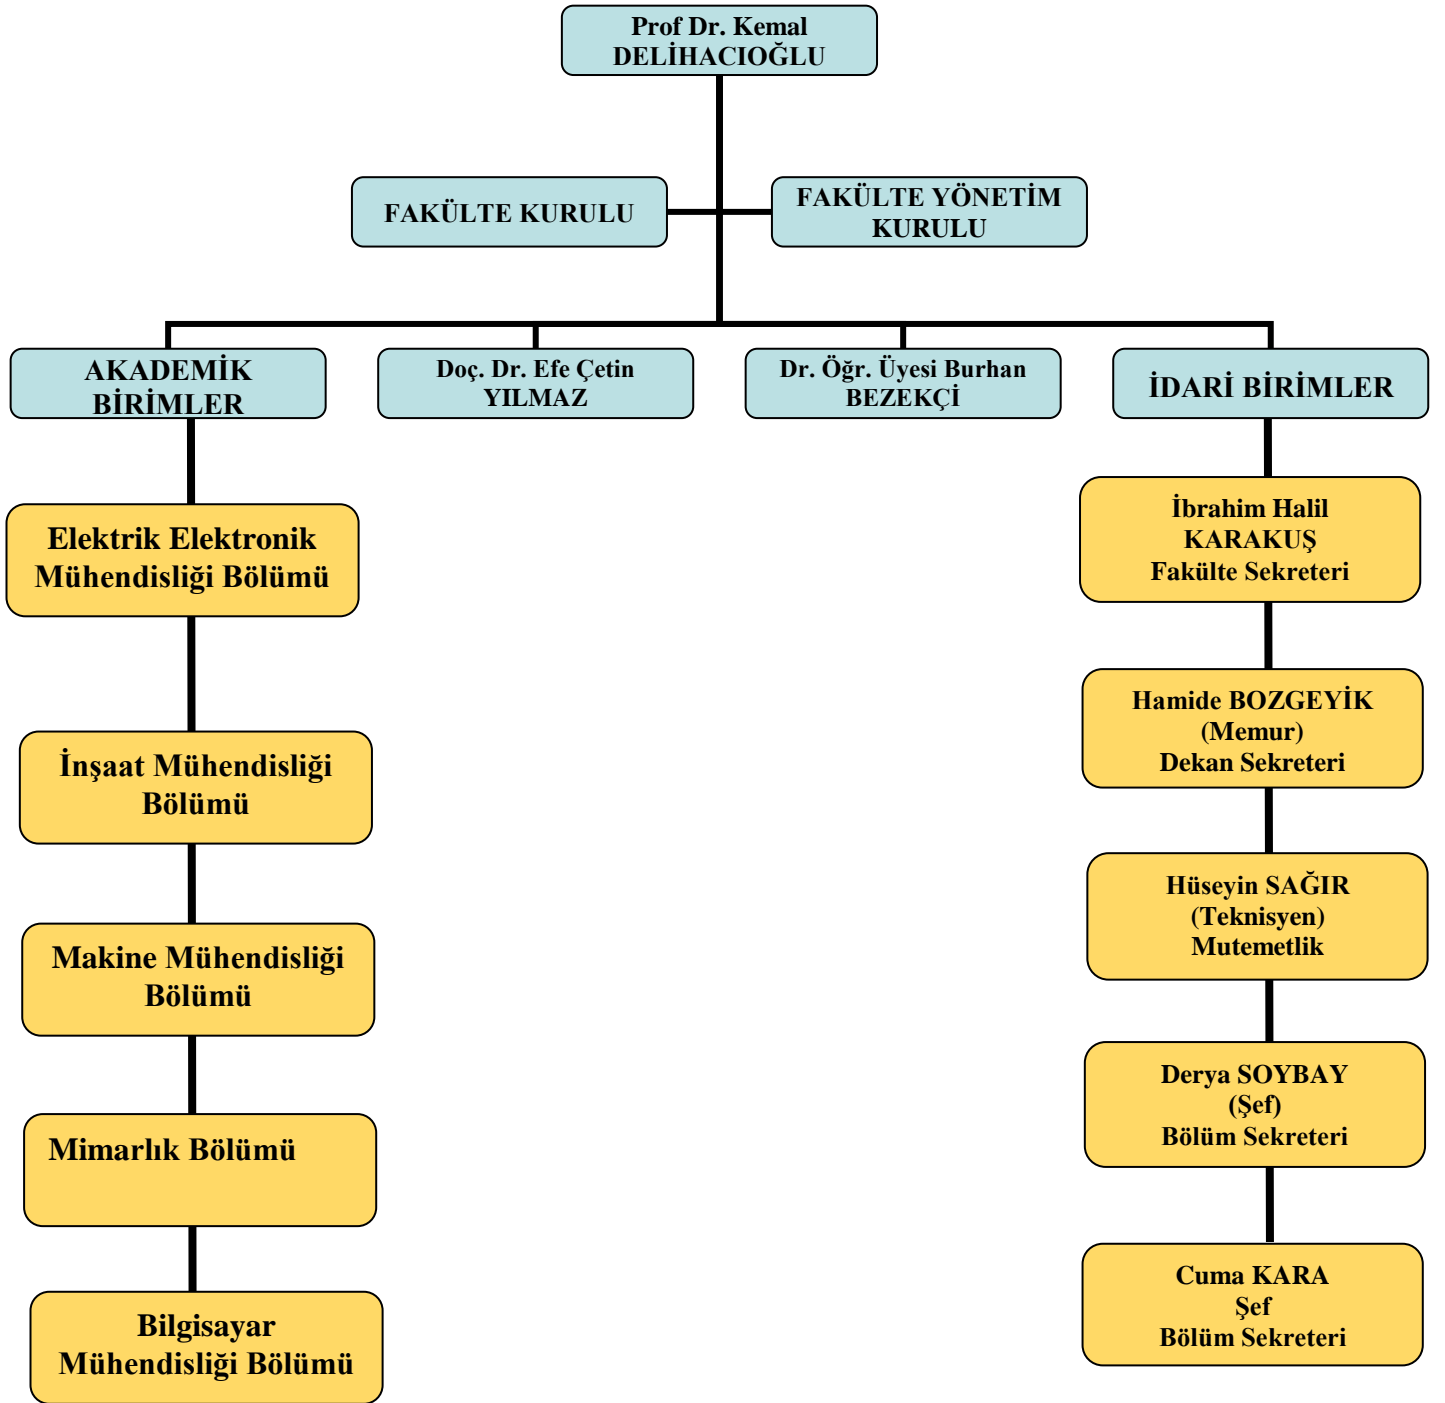 Prof Dr. Kemal
DELİHACIOĞLU
FAKÜLTE KURULU
FAKÜLTE YÖNETİM
KURULU
AKADEMİK
BİRİMLER
Doç. Dr. Efe Çetin
YILMAZ
Dr. Öğr. Üyesi Burhan
BEZEKÇİ
İDARİ BİRİMLER
Elektrik Elektronik
Mühendisliği Bölümü
İnşaat Mühendisliği
Bölümü
Makine Mühendisliği
Bölümü
Mimarlık Bölümü
Bilgisayar
Mühendisliği Bölümü
İbrahim Halil
KARAKUŞ
Fakülte Sekreteri
Hamide BOZGEYİK
(Memur)
Dekan Sekreteri
Hüseyin SAĞIR
(Teknisyen)
Mutemetlik
Derya SOYBAY
(Şef)
Bölüm Sekreteri
Cuma KARA
Şef
Bölüm Sekreteri